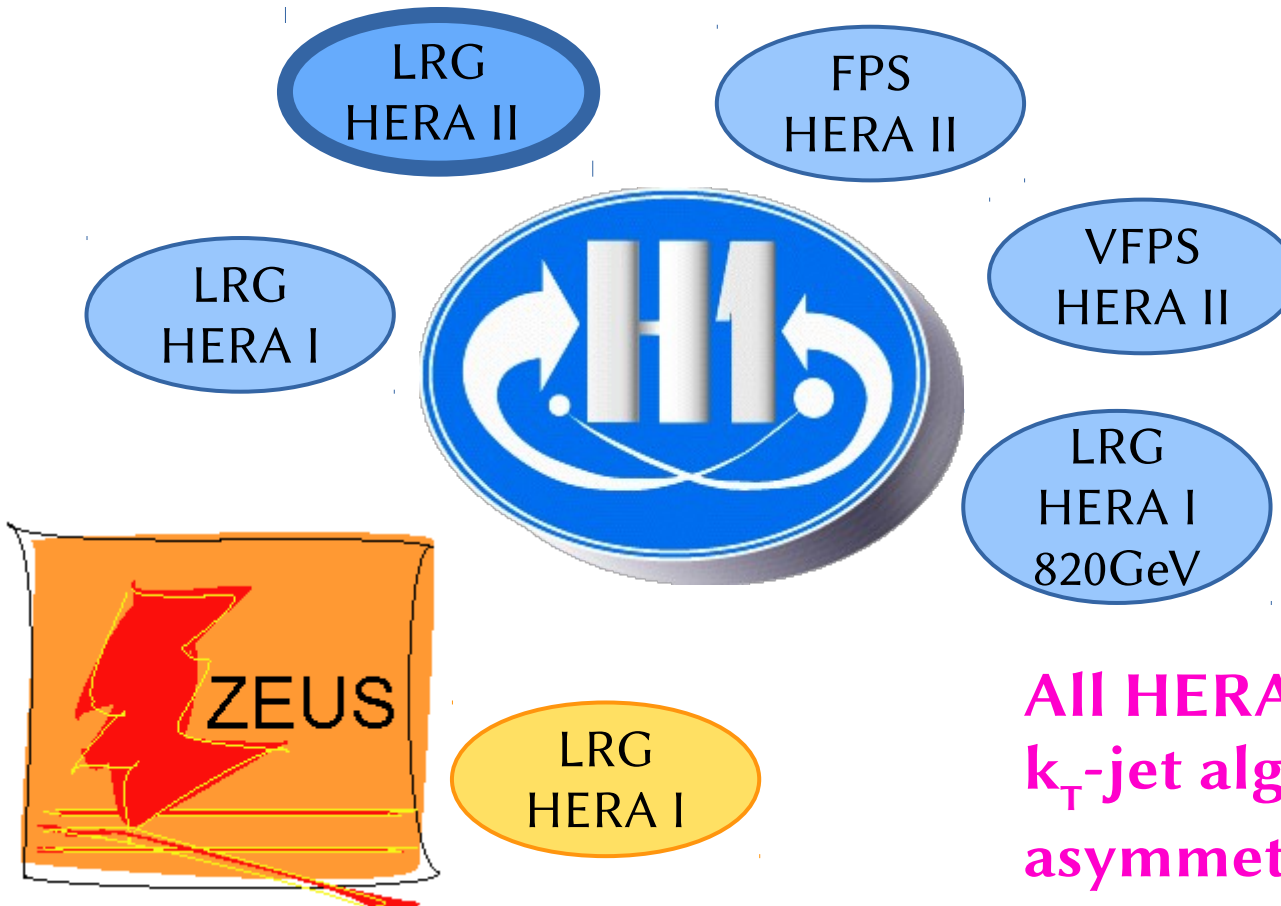 LRG
HERA II
FPS
HERA II
VFPS
HERA II
LRG
HERA I
H1
LRG
HERA I
820GeV
ZEUS
LRG
HERA I
All HERA
k_T-jet alg
asymmet